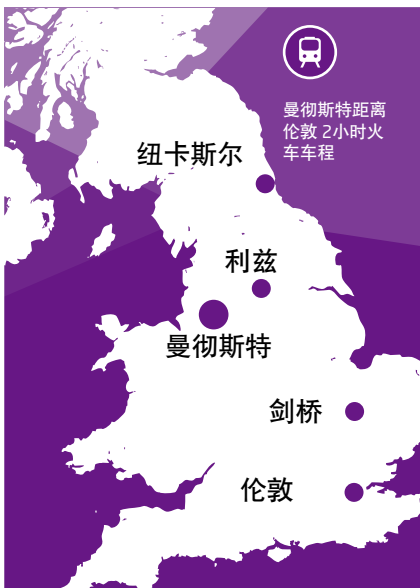 曼彻斯特距离
伦敦 2小时火
车车程
纽卡斯尔
利兹
曼彻斯特
剑桥
伦敦